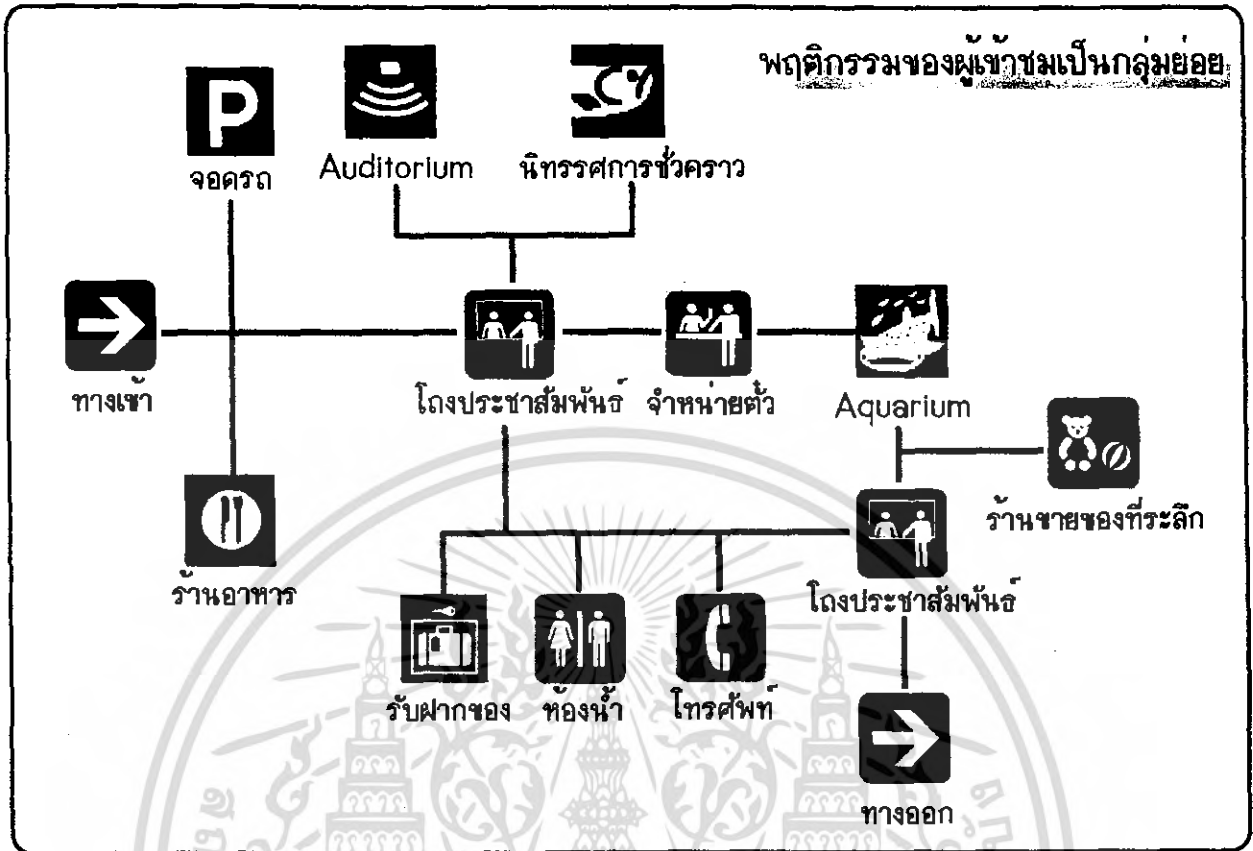 พฤติกรรมของผู้เข้าชมเป็นกลุ่มย่อย
P
จอดรถ
Auditorium
นิทรรศการชั่วคราว
ทางเข้า
โถงประชาสัมพันธ์
จำหน่ายตั๋ว
Aquarium
ร้านขายของที่ระลึก
ร้านอาหาร
โถงประชาสัมพันธ์
รับฝากของ
ห้องน้ำ
โทรศัพท์
ทางออก